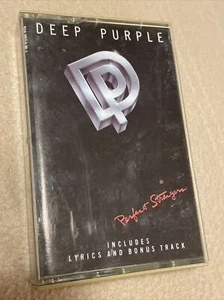 DEEP PURPLE
Perfect Strangers
INCLUDES
LYRICS AND BONUS TRACK